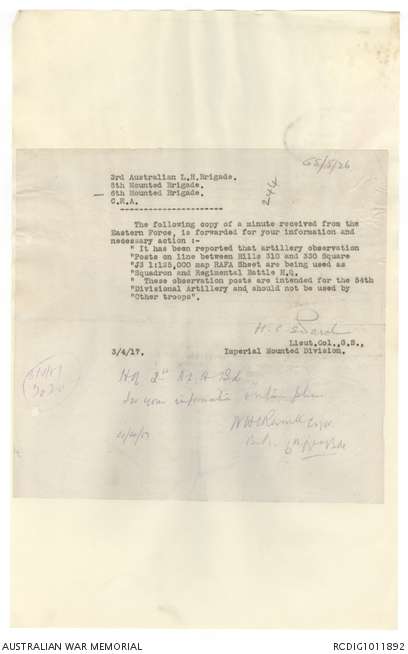 GS/5/26
244
3rd Australian L.H.Brigade.
5th Mounted Brigade.
6th Mounted Brigade.
C.R.A.
The following copy of a minute received from the
Eastern Force, is forwarded for your information and
necessary action :-
" It has been reported that artillery observation
"Posts on line between Hills 310 and 330 Square
"J3 1:125,000 map RAFA Sheet are being used as
"Squadron and Regimental Battle H.Q.
" These observation posts are intended for the 54th
"Divisional Artillery and should not be used by
"Other troops".
Lieut.Col.,G.S.,
3/4/17. Imperial Mounted Division.
for your information
AUSTRALIAN WAR MEMORIAL RCDIG1011892